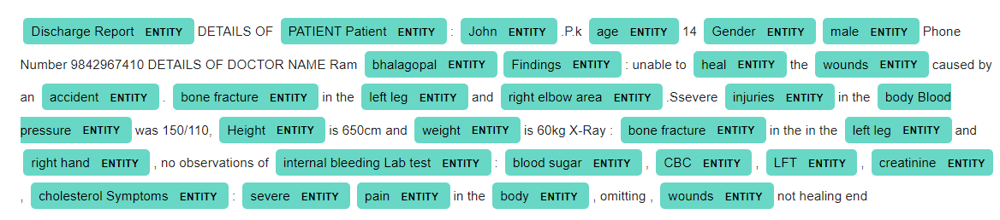 Discharge Report ENTITY DETAILS OF PATIENT Patient ENTITY : John ENTITY .P.k age ENTITY 14 Gender ENTITY male ENTITY Phone
Number 9842967410 DETAILS OF DOCTOR NAME Ram bhalagopal ENTITY Findings ENTITY : unable to heal ENTITY the wounds ENTITY caused by
an accident ENTITY . bone fracture ENTITY in the left leg ENTITY and right elbow area ENTITY .Ssevere injuries ENTITY in the body Blood
pressure ENTITY was 150/110, Height ENTITY is 650cm and weight ENTITY is 60kg X-Ray : bone fracture ENTITY in the in the left leg ENTITY and
right hand ENTITY , no observations of internal bleeding Lab test ENTITY : blood sugar ENTITY , CBC ENTITY , LFT ENTITY , creatinine ENTITY
, cholesterol Symptoms ENTITY : severe ENTITY pain ENTITY in the body ENTITY , omitting , wounds ENTITY not healing end